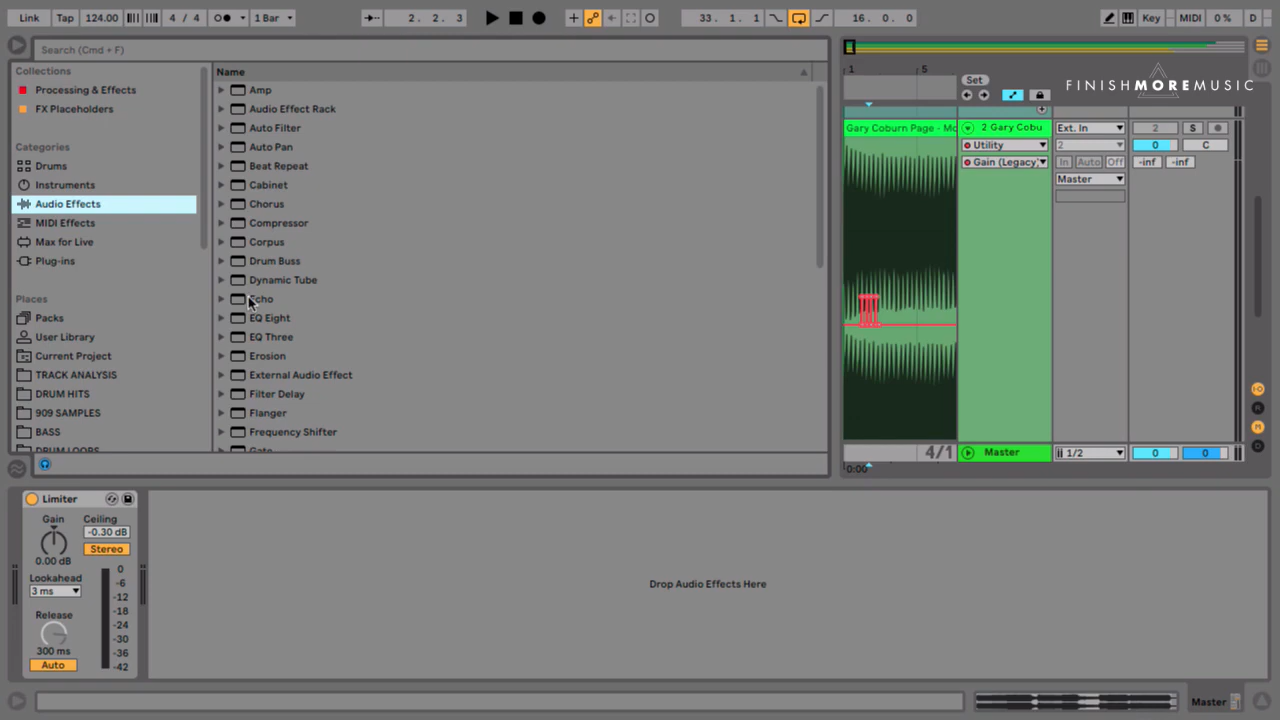 Link Tap 124.00 4 / 4 1 Bar 2. 2. 3 33. 1. 1 16. 0. 0 Key MIDI 0 % D
Search (Cmd + F)
Collections
Processing & Effects
FX Placeholders
Categories
Drums
Instruments
Audio Effects
MIDI Effects
Max for Live
Plug-ins
Places
Packs
User Library
Current Project
TRACK ANALYSIS
DRUM HITS
909 SAMPLES
BASS
DRUM LOOPS
Name
Amp
Audio Effect Rack
Auto Filter
Auto Pan
Beat Repeat
Cabinet
Chorus
Compressor
Corpus
Drum Buss
Dynamic Tube
Echo
EQ Eight
EQ Three
Erosion
External Audio Effect
Filter Delay
Flanger
Frequency Shifter
Gate
1 5
Set
FINISHMOREMUSIC
Gary Coburn Page - Mo
2 Gary Cobu
Utility
Gain (Legacy)
Ext. In
2
In Auto Off
Master
2 S
0 C
-inf -inf
4/1
Master
1/2
0 0
0:00
Limiter
Gain
0.00 dB
Lookahead
3 ms
Release
300 ms
Auto
Ceiling
-0.30 dB
Stereo
0
-6
-12
-18
-24
-30
-36
-42
Drop Audio Effects Here
Master